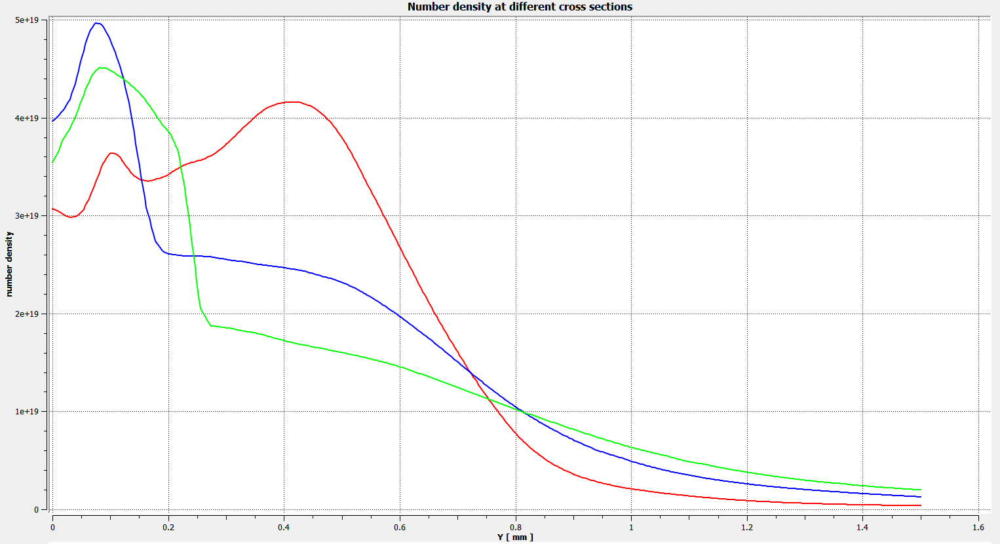 Number density at different cross sections
5e+19
4e+19
3e+19
2e+19
1e+19
0
number density
0 0.2 0.4 0.6 0.8 1 1.2 1.4 1.6
Y [ mm ]